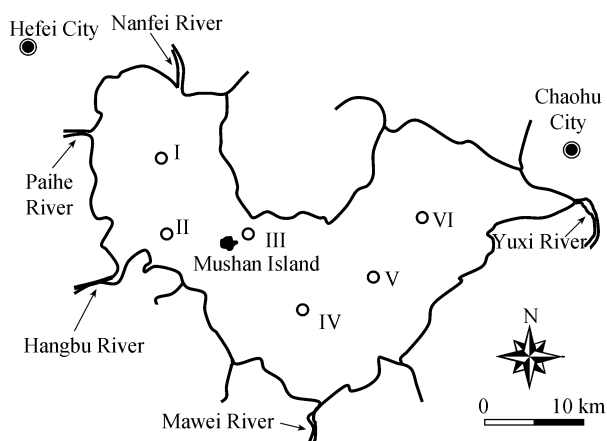 Hefei City
Nanfei River
Chaohu
City
I
Paihe
River
II
III
VI
Mushan Island
Yuxi River
V
IV
Hangbu River
N
Mawei River
0 10 km